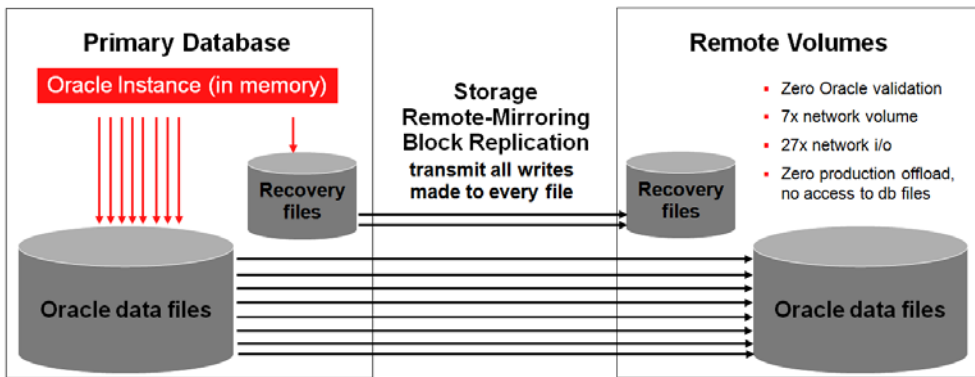 Primary Database
Oracle Instance (in memory)
Recovery
files
Oracle data files
Storage
Remote-Mirroring
Block Replication
transmit all writes
made to every file
Remote Volumes
▪ Zero Oracle validation
▪ 7x network volume
▪ 27x network i/o
▪ Zero production offload,
no access to db files
Recovery
files
Oracle data files